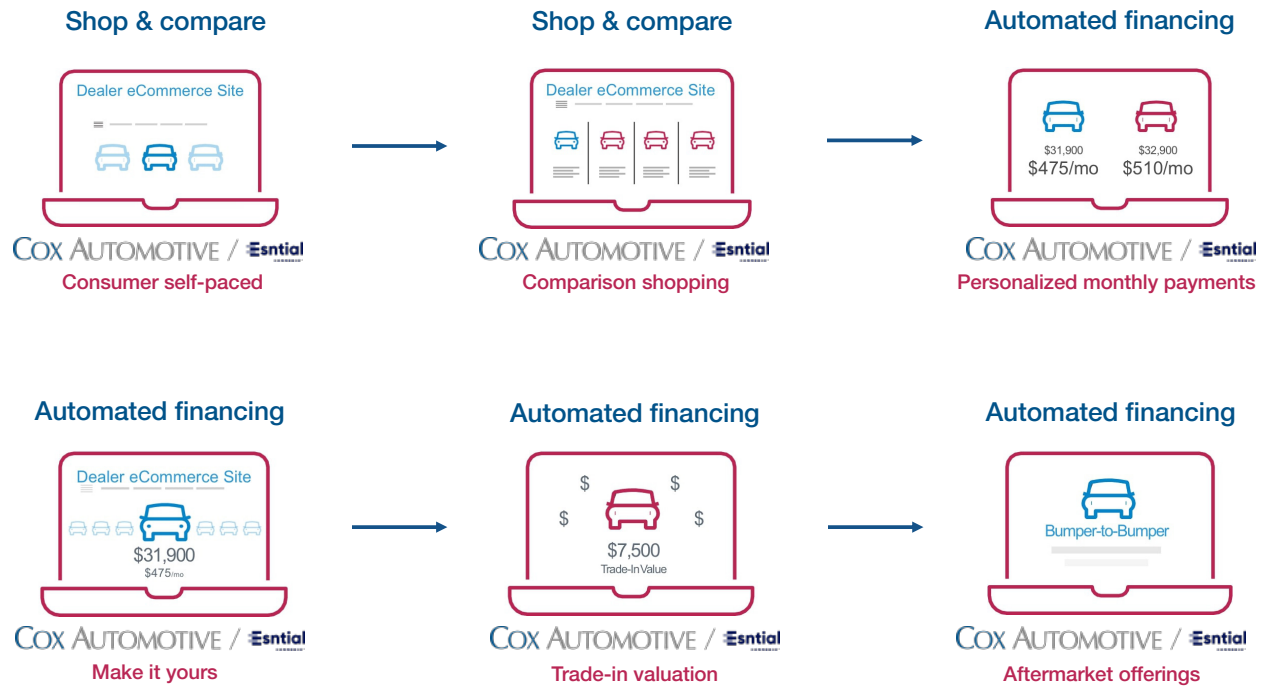 Shop & compare
Dealer eCommerce Site
COX AUTOMOTIVE / Esntial
Consumer self-paced
Shop & compare
Dealer eCommerce Site
COX AUTOMOTIVE / Esntial
Comparison shopping
Automated financing
$31,900 $32,900
$475/mo $510/mo
COX AUTOMOTIVE / Esntial
Personalized monthly payments
Automated financing
Dealer eCommerce Site
$31,900
$475/mo
COX AUTOMOTIVE / Esntial
Make it yours
Automated financing
$ $
$ $
$7,500
Trade-In Value
COX AUTOMOTIVE / Esntial
Trade-in valuation
Automated financing
Bumper-to-Bumper
COX AUTOMOTIVE / Esntial
Aftermarket offerings